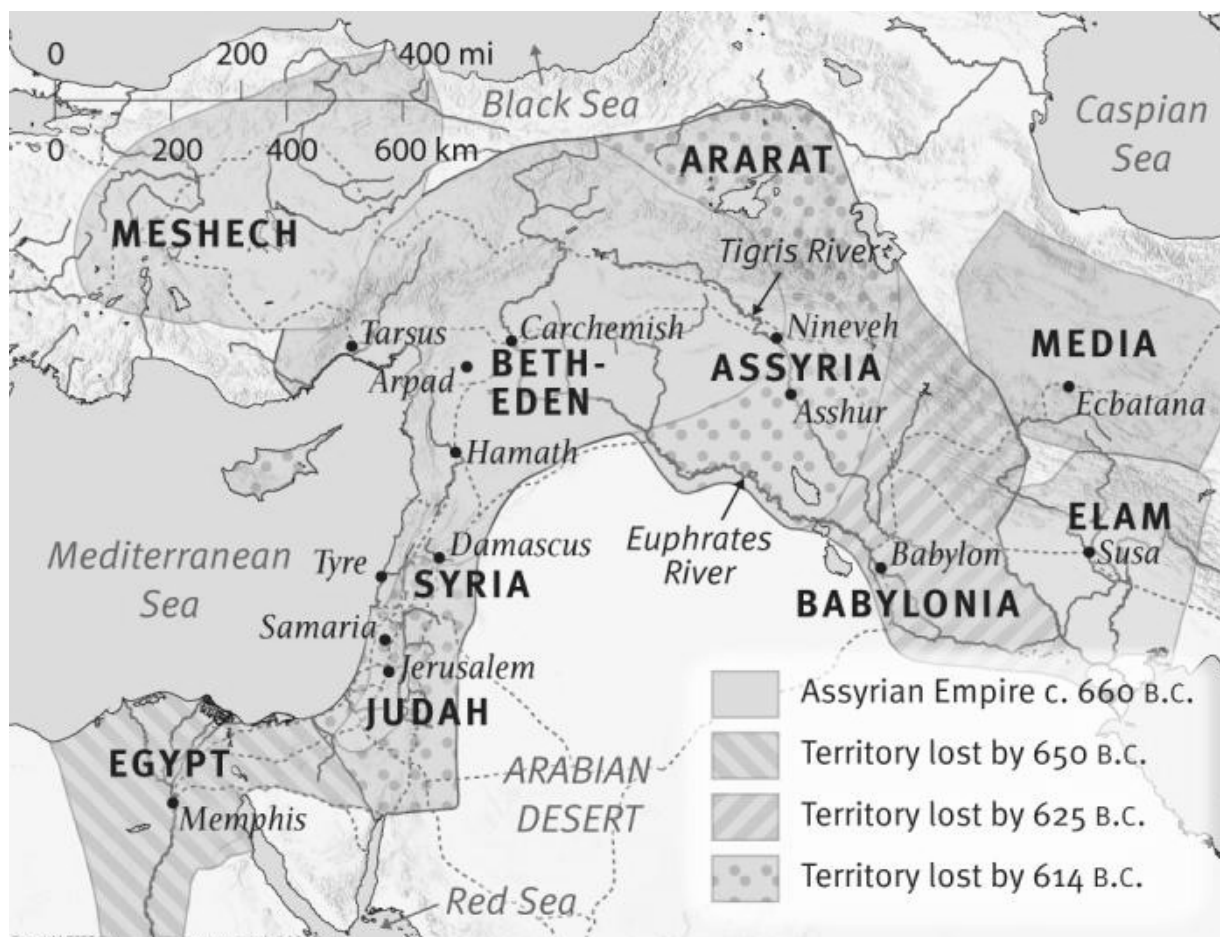 0 200 400 mi
Black Sea
Caspian
Sea
0 200 400 600 km
ARARAT
MESHECH
Tigris River
Tarsus
Carchemish
Nineveh
MEDIA
Arpad
BETH-
EDEN
ASSYRIA
Ecbatana
Asshur
Hamath
ELAM
Mediterranean
Sea
Tyre
Damascus
Euphrates
River
Babylon
Susa
SYRIA
BABYLONIA
Samaria
Jerusalem
JUDAH
EGYPT
ARABIAN
DESERT
Memphis
Red Sea
Assyrian Empire c. 660 B.C.
Territory lost by 650 B.C.
Territory lost by 625 B.C.
Territory lost by 614 B.C.